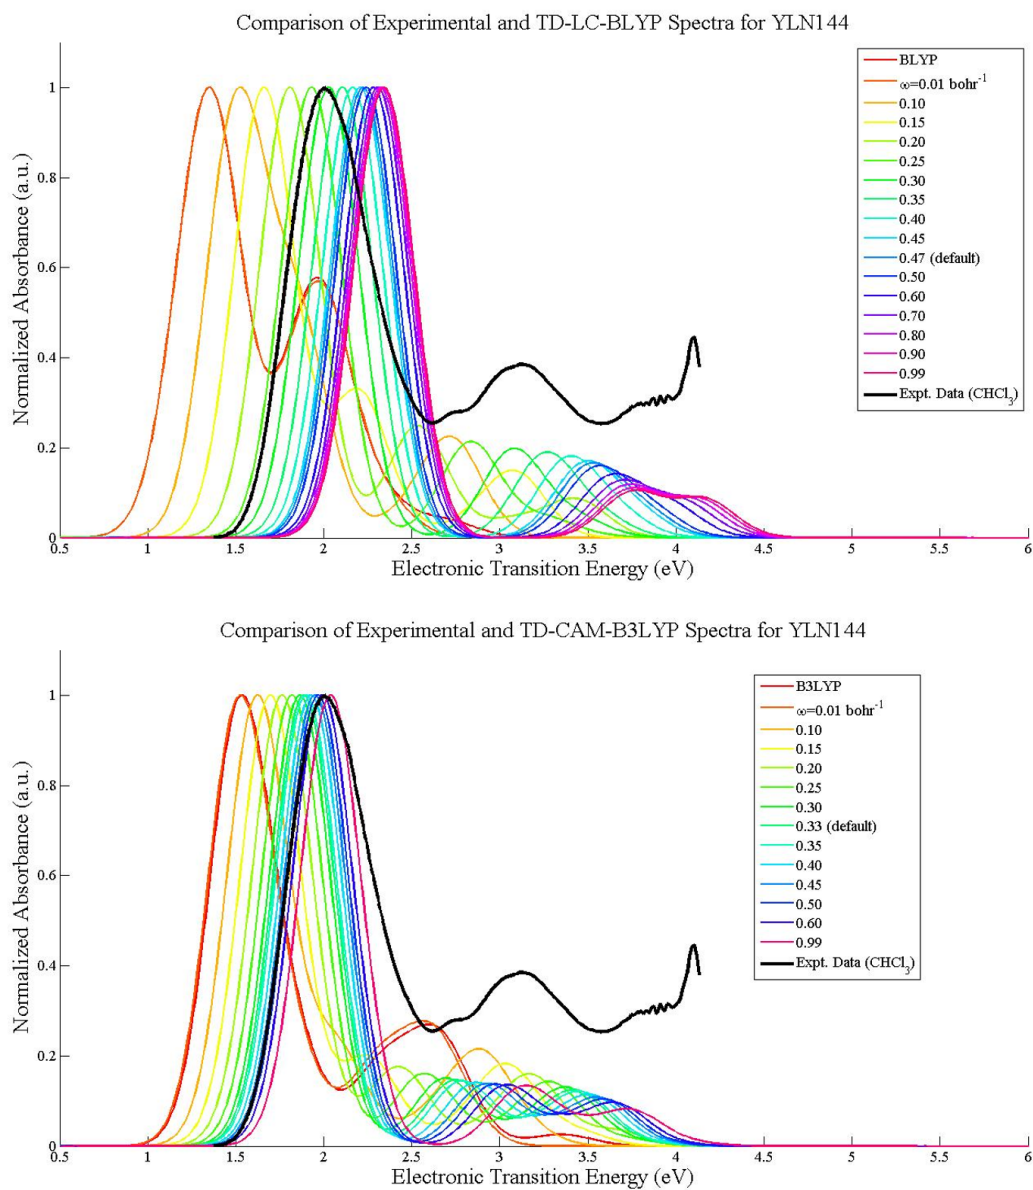 Comparison of Experimental and TD-LC-BLYP Spectra for YLN144
Normalized Absorbance (a.u.)
1
0.8
0.6
0.4
0.2
0
0.5 1 1.5 2 2.5 3 3.5 4 4.5 5 5.5 6
Electronic Transition Energy (eV)
BLYP
ω=0.01 bohr⁻¹
0.10
0.15
0.20
0.25
0.30
0.35
0.40
0.45
0.47 (default)
0.50
0.60
0.70
0.80
0.90
0.99
Expt. Data (CHCl₃)
Comparison of Experimental and TD-CAM-B3LYP Spectra for YLN144
Normalized Absorbance (a.u.)
1
0.8
0.6
0.4
0.2
0
0.5 1 1.5 2 2.5 3 3.5 4 4.5 5 5.5 6
Electronic Transition Energy (eV)
B3LYP
ω=0.01 bohr⁻¹
0.10
0.15
0.20
0.25
0.30
0.33 (default)
0.35
0.40
0.45
0.50
0.60
0.99
Expt. Data (CHCl₃)